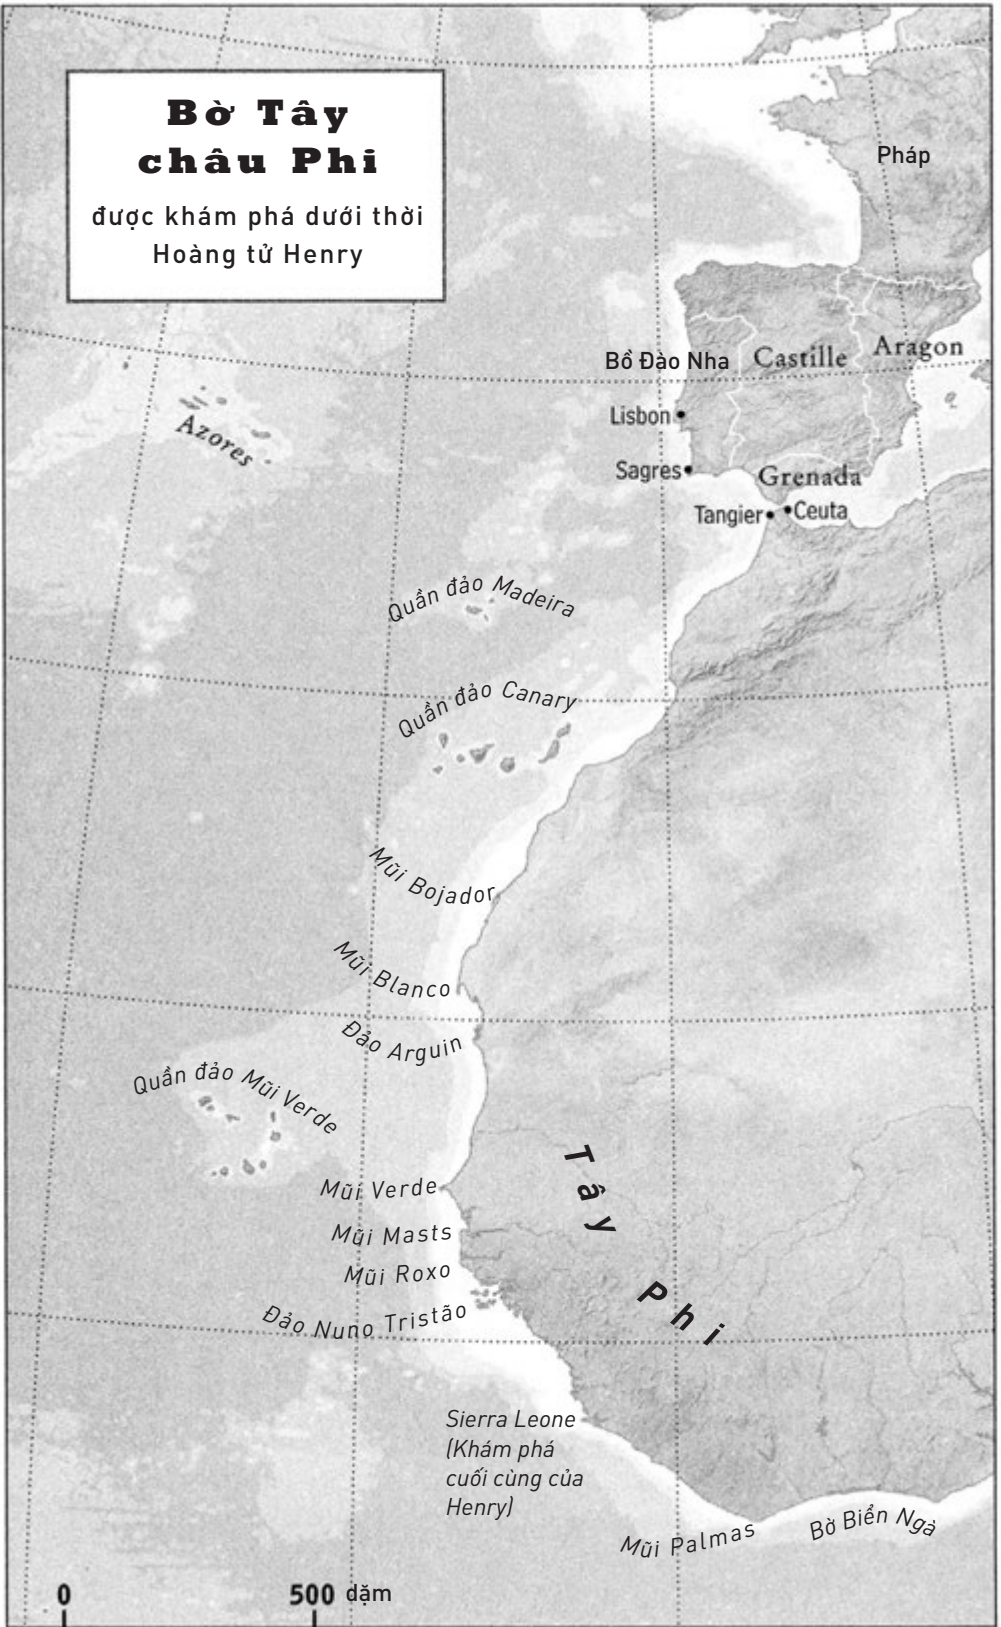 Bờ Tây
châu Phi
được khám phá dưới thời
Hoàng tử Henry
Pháp
Bồ Đào Nha
Castille
Aragon
Lisbon
Azores
Sagres
Grenada
Tangier
Ceuta
Quần đảo Madeira
Quần đảo Canary
Mũi Bojador
Mũi Blanco
Đảo Arguin
Quần đảo Mũi Verde
Tây
Phi
Mũi Verde
Mũi Masts
Mũi Roxo
Đảo Nuno Tristão
Sierra Leone
(Khám phá
cuối cùng của
Henry)
Mũi Palmas
Bờ Biển Ngà
0 500 dặm